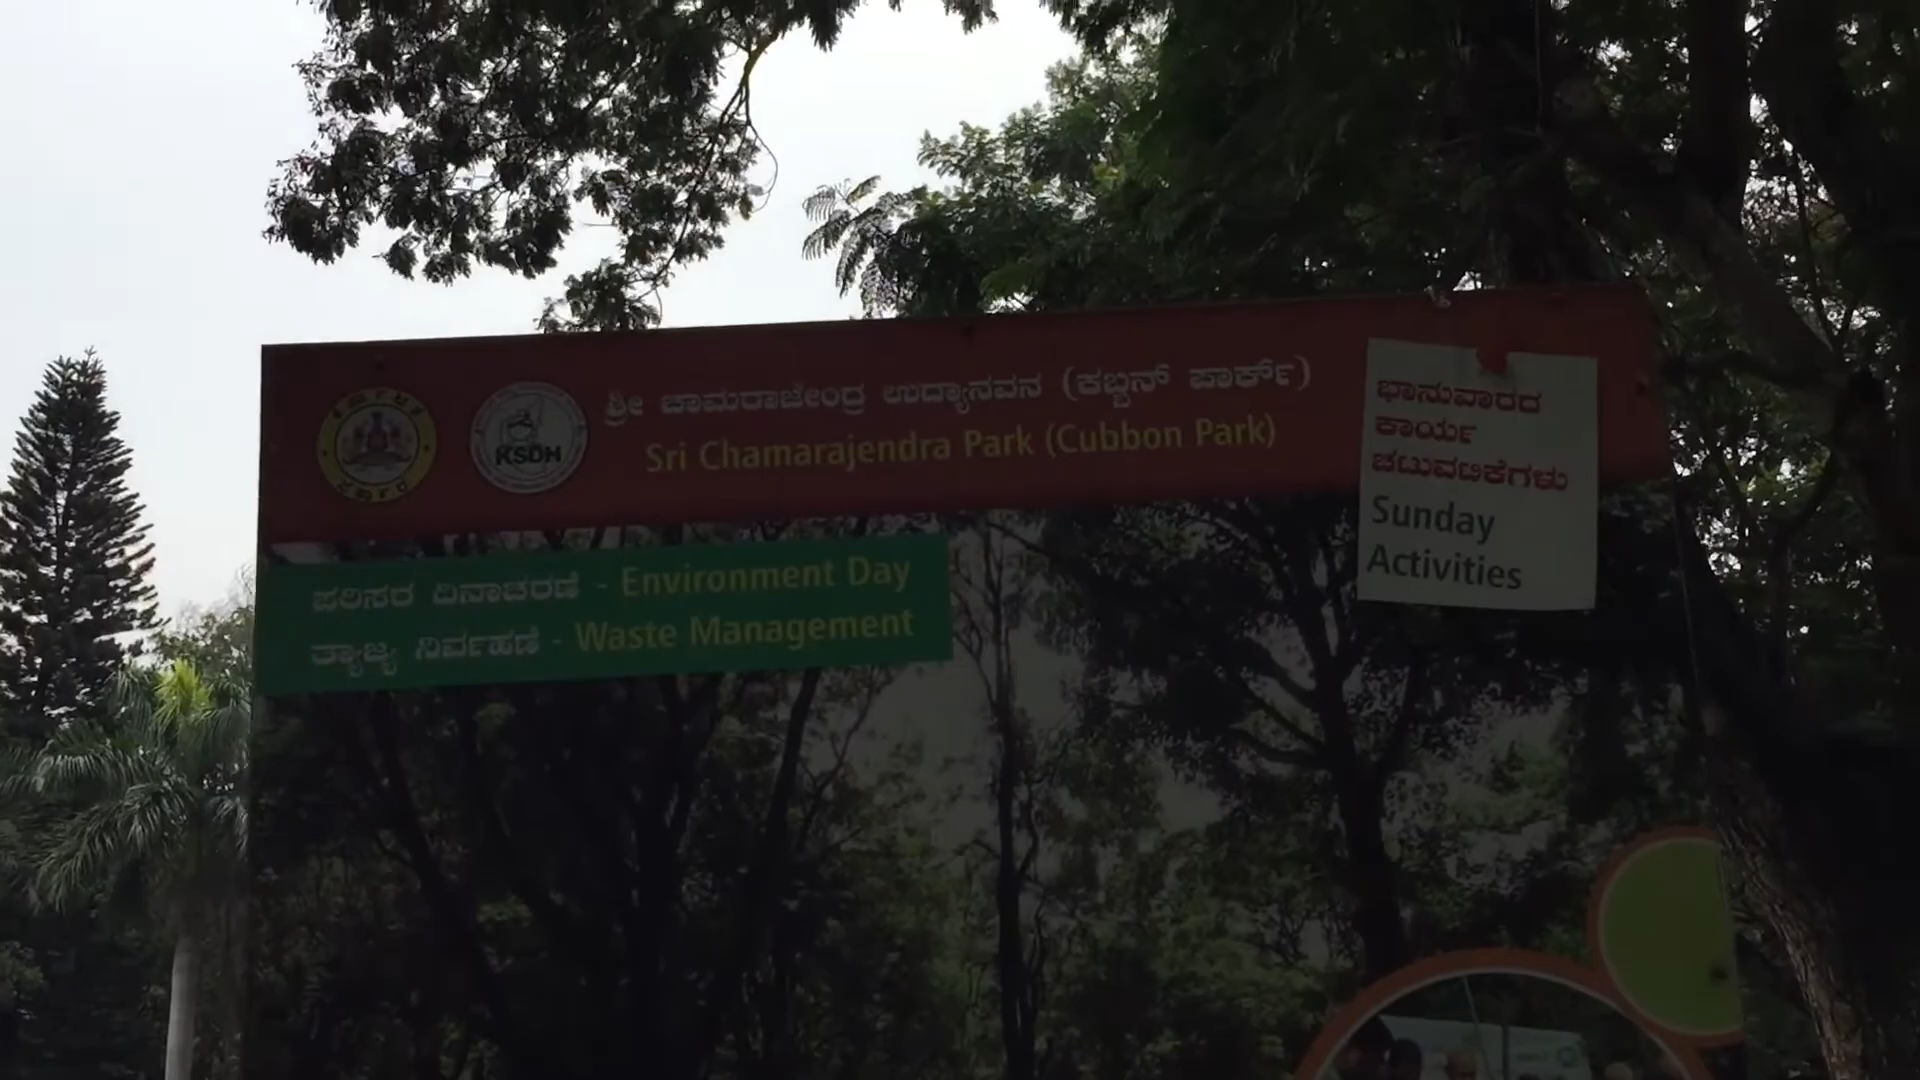 ಶ್ರೀ ಚಾಮರಾಜೇಂದ್ರ ಉದ್ಯಾನವನ (ಕಬ್ಬನ್ ಪಾರ್ಕ್)
KSDH
Sri Chamarajendra Park (Cubbon Park)
ಭಾನುವಾರದ
ಕಾರ್ಯ
ಚಟುವಟಿಕೆಗಳು
Sunday
Activities
ಪರಿಸರ ದಿನಾಚರಣೆ - Environment Day
ತ್ಯಾಜ್ಯ ನಿರ್ವಹಣೆ - Waste Management